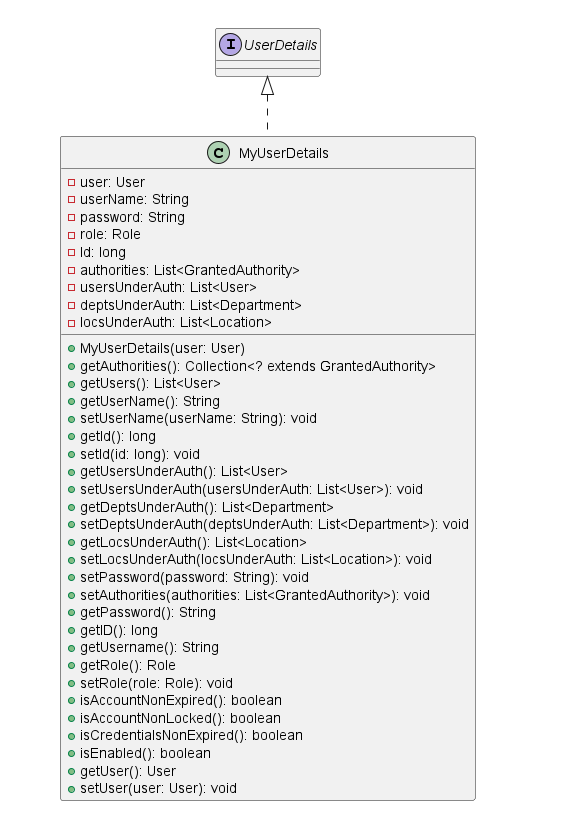 I UserDetails
C MyUserDetails
user: User
userName: String
password: String
role: Role
Id: long
authorities: List<GrantedAuthority>
usersUnderAuth: List<User>
deptsUnderAuth: List<Department>
locsUnderAuth: List<Location>
MyUserDetails(user: User)
getAuthorities(): Collection<? extends GrantedAuthority>
getUsers(): List<User>
getUserName(): String
setUserName(userName: String): void
getId(): long
setId(id: long): void
getUsersUnderAuth(): List<User>
setUsersUnderAuth(usersUnderAuth: List<User>): void
getDeptsUnderAuth(): List<Department>
setDeptsUnderAuth(deptsUnderAuth: List<Department>): void
getLocsUnderAuth(): List<Location>
setLocsUnderAuth(locsUnderAuth: List<Location>): void
setPassword(password: String): void
setAuthorities(authorities: List<GrantedAuthority>): void
getPassword(): String
getID(): long
getUsername(): String
getRole(): Role
setRole(role: Role): void
isAccountNonExpired(): boolean
isAccountNonLocked(): boolean
isCredentialsNonExpired(): boolean
isEnabled(): boolean
getUser(): User
setUser(user: User): void